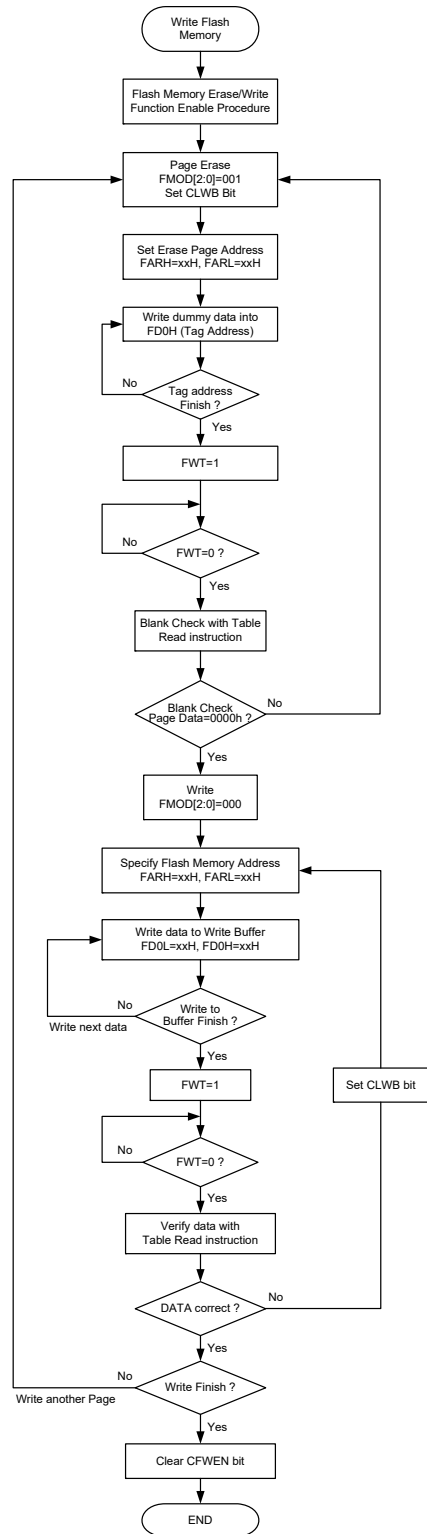 Write Flash
Memory
Flash Memory Erase/Write
Function Enable Procedure
Page Erase
FMOD[2:0]=001
Set CLWB Bit
Set Erase Page Address
FARH=xxH, FARL=xxH
Write dummy data into
FD0H (Tag Address)
No
Tag address
Finish ?
Yes
FWT=1
No
FWT=0 ?
Yes
Blank Check with Table
Read instruction
Blank Check
Page Data=0000h ?
No
Yes
Write
FMOD[2:0]=000
Specify Flash Memory Address
FARH=xxH, FARL=xxH
Write data to Write Buffer
FD0L=xxH, FD0H=xxH
No
Write next data
Write to
Buffer Finish ?
Yes
FWT=1
Set CLWB bit
No
FWT=0 ?
Yes
Verify data with
Table Read instruction
DATA correct ?
No
Yes
No
Write another Page
Write Finish ?
Yes
Clear CFWEN bit
END